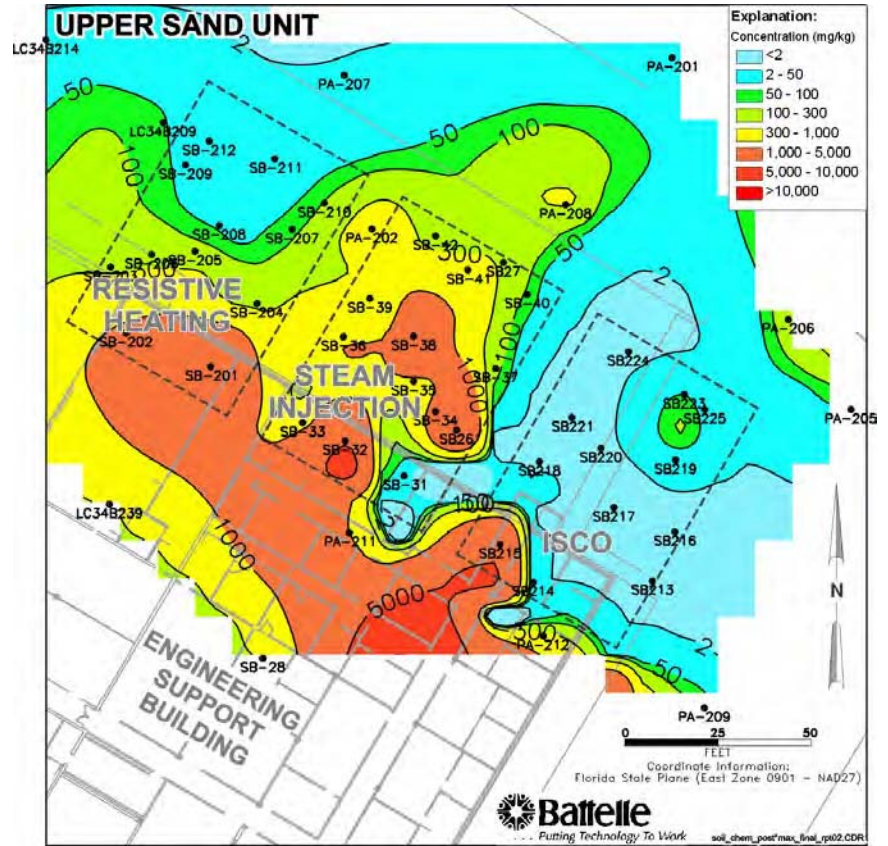 UPPER SAND UNIT
Explanation:
Concentration (mg/kg)
<2
2 - 50
50 - 100
100 - 300
300 - 1,000
1,000 - 5,000
5,000 - 10,000
>10,000
LC34B214
2
PA-201
PA-207
50
LC34B209
SB-212
50
100
SB-209
SB-211
100
SB-210
PA-208
SB-208
SB-207
PA-202
SB-42
300
50
SB-205
SB27
SB-41
2
RESISTIVE
HEATING
SB-39
SB-40
SB-204
100
PA-206
SB-202
SB-36
SB-38
SB224
SB-201
STEAM
INJECTION
SB-35
SB-37
1000
SB223
SB225
PA-205
SB-34
SB221
SB-33
SB26
SB-32
SB220
SB218
SB219
SB-31
LC34B239
SB217
1000
PA-211
SB216
SB215
ISCO
N
5000
SB214
SB213
300
PA-212
2
ENGINEERING
SUPPORT
BUILDING
SB-28
50
PA-209
0 25 50
FEET
Coordinate Information:
Florida State Plane (East Zone 0901 - NAD27)
Battelle
Putting Technology To Work
soil_chem_post*max_final_rpt02.CDR